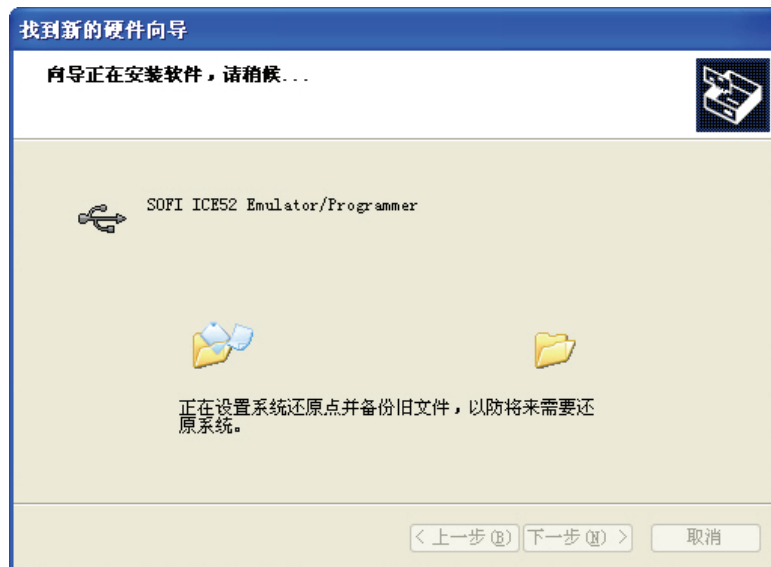 找到新的硬件向导
向导正在安装软件，请稍候...
SOFI ICE52 Emulator/Programmer
正在设置系统还原点并备份旧文件，以防将来需要还
原系统。
< 上一步(B) 下一步(N) > 取消